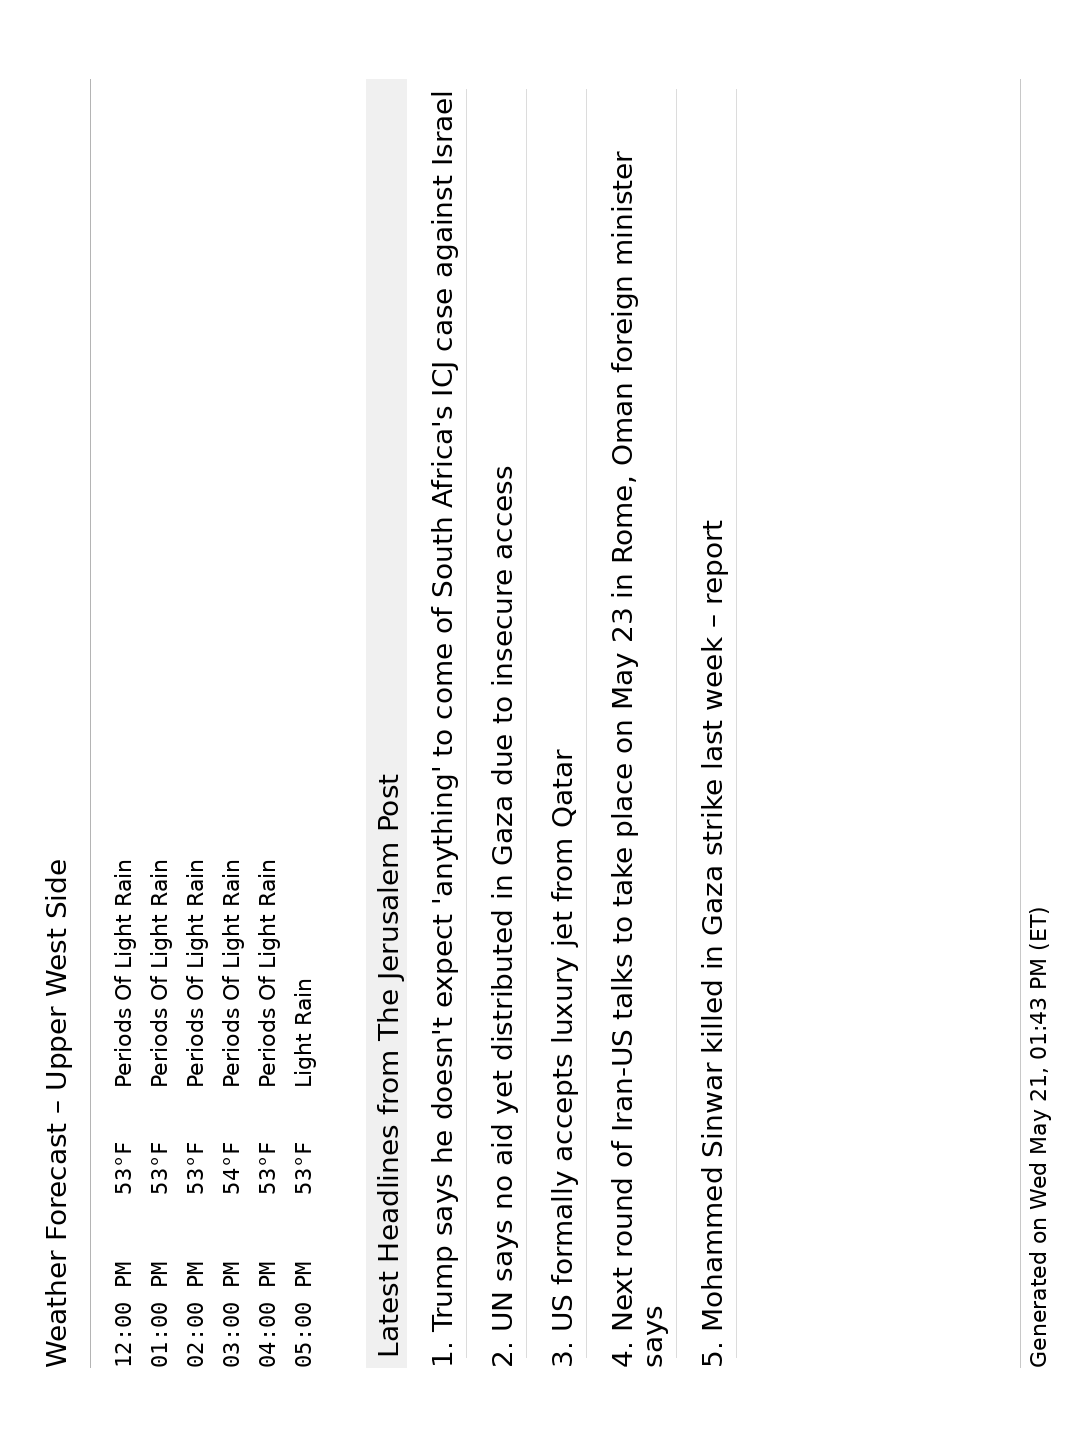 Weather Forecast – Upper West Side
12:00 PM 53°F Periods Of Light Rain
01:00 PM 53°F Periods Of Light Rain
02:00 PM 53°F Periods Of Light Rain
03:00 PM 54°F Periods Of Light Rain
04:00 PM 53°F Periods Of Light Rain
05:00 PM 53°F Light Rain
Latest Headlines from The Jerusalem Post
1. Trump says he doesn't expect 'anything' to come of South Africa's ICJ case against Israel
2. UN says no aid yet distributed in Gaza due to insecure access
3. US formally accepts luxury jet from Qatar
4. Next round of Iran-US talks to take place on May 23 in Rome, Oman foreign minister
says
5. Mohammed Sinwar killed in Gaza strike last week – report
Generated on Wed May 21, 01:43 PM (ET)